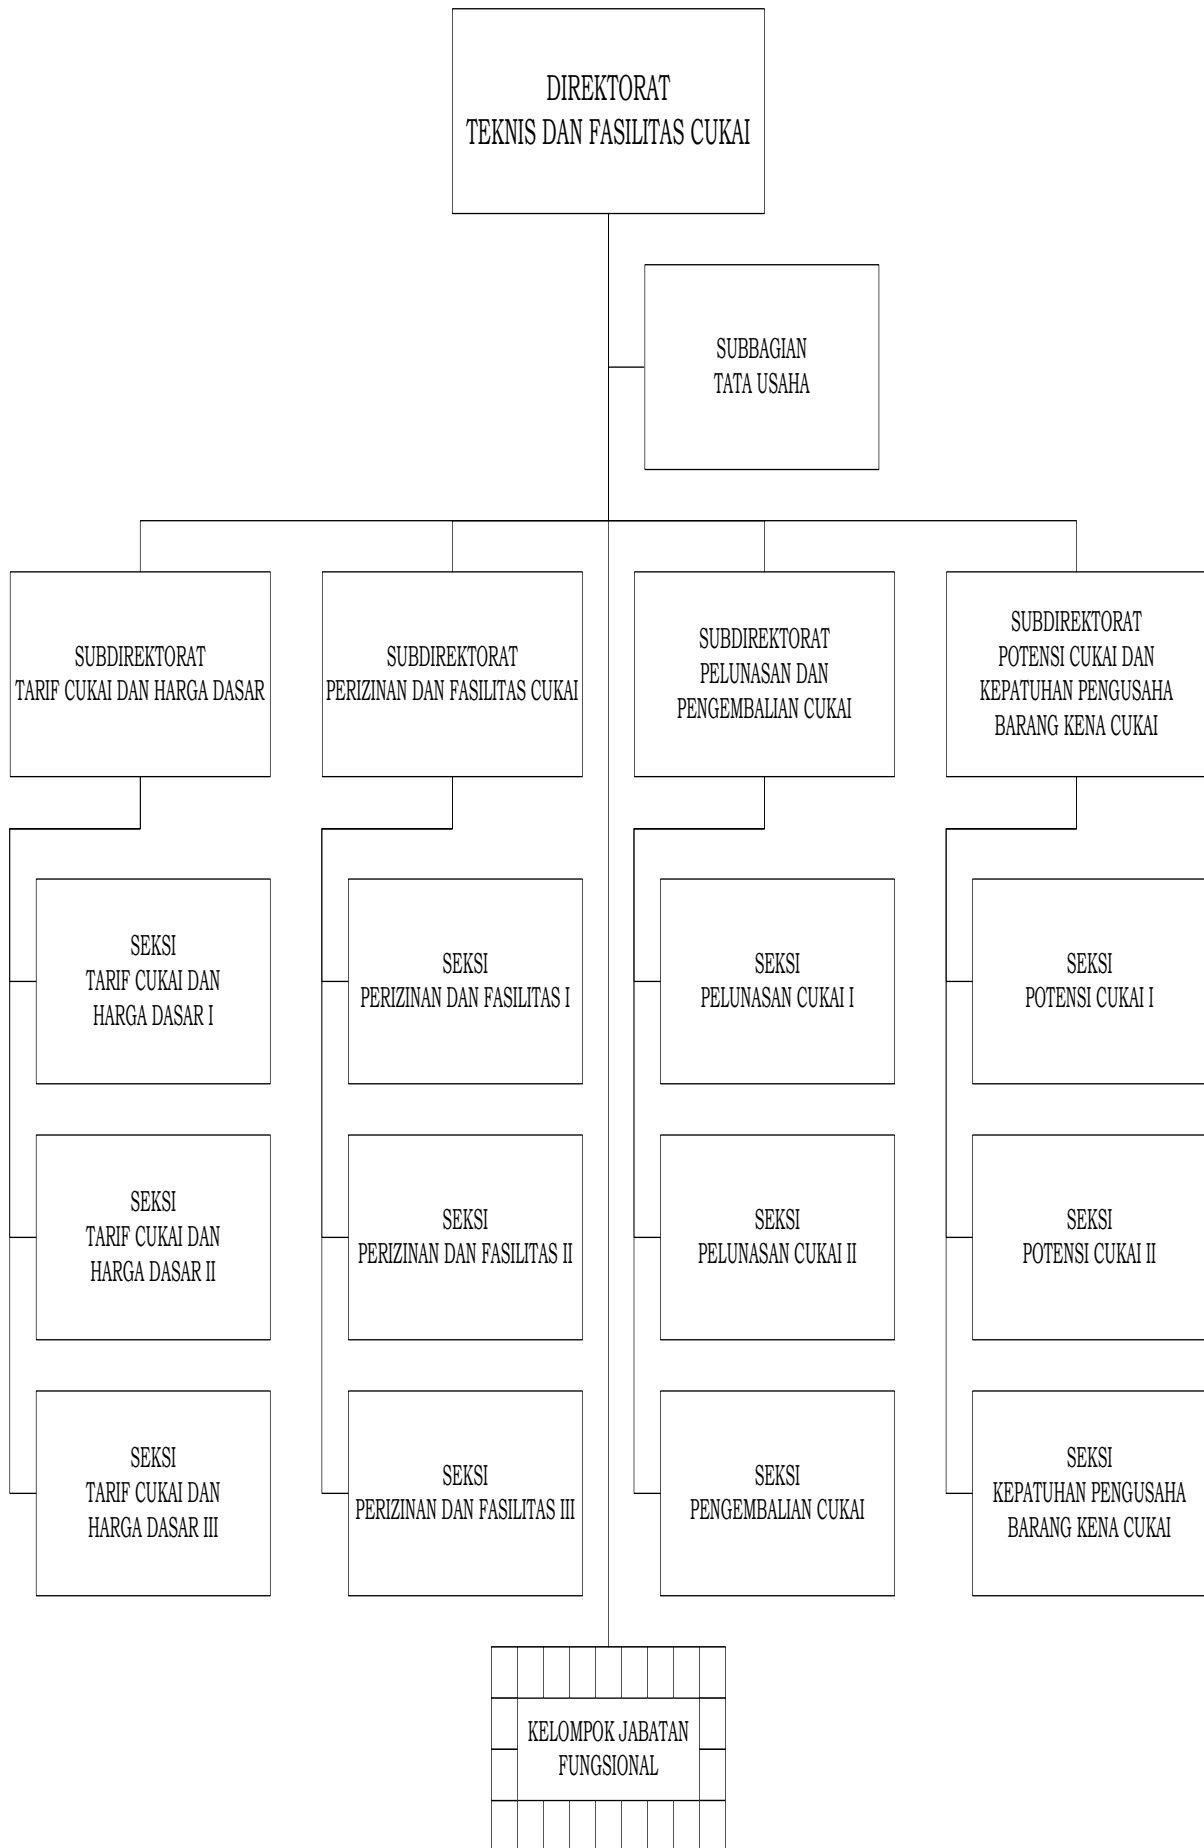 DIREKTORAT
TEKNIS DAN FASILITAS CUKAI
SUBBAGIAN
TATA USAHA
SUBDIREKTORAT
TARIF CUKAI DAN HARGA DASAR
SUBDIREKTORAT
PERIZINAN DAN FASILITAS CUKAI
SUBDIREKTORAT
PELUNASAN DAN
PENGEMBALIAN CUKAI
SUBDIREKTORAT
POTENSI CUKAI DAN
KEPATUHAN PENGUSAHA
BARANG KENA CUKAI
SEKSI
TARIF CUKAI DAN
HARGA DASAR I
SEKSI
PERIZINAN DAN FASILITAS I
SEKSI
PELUNASAN CUKAI I
SEKSI
POTENSI CUKAI I
SEKSI
TARIF CUKAI DAN
HARGA DASAR II
SEKSI
PERIZINAN DAN FASILITAS II
SEKSI
PELUNASAN CUKAI II
SEKSI
POTENSI CUKAI II
SEKSI
TARIF CUKAI DAN
HARGA DASAR III
SEKSI
PERIZINAN DAN FASILITAS III
SEKSI
PENGEMBALIAN CUKAI
SEKSI
KEPATUHAN PENGUSAHA
BARANG KENA CUKAI
KELOMPOK JABATAN
FUNGSIONAL